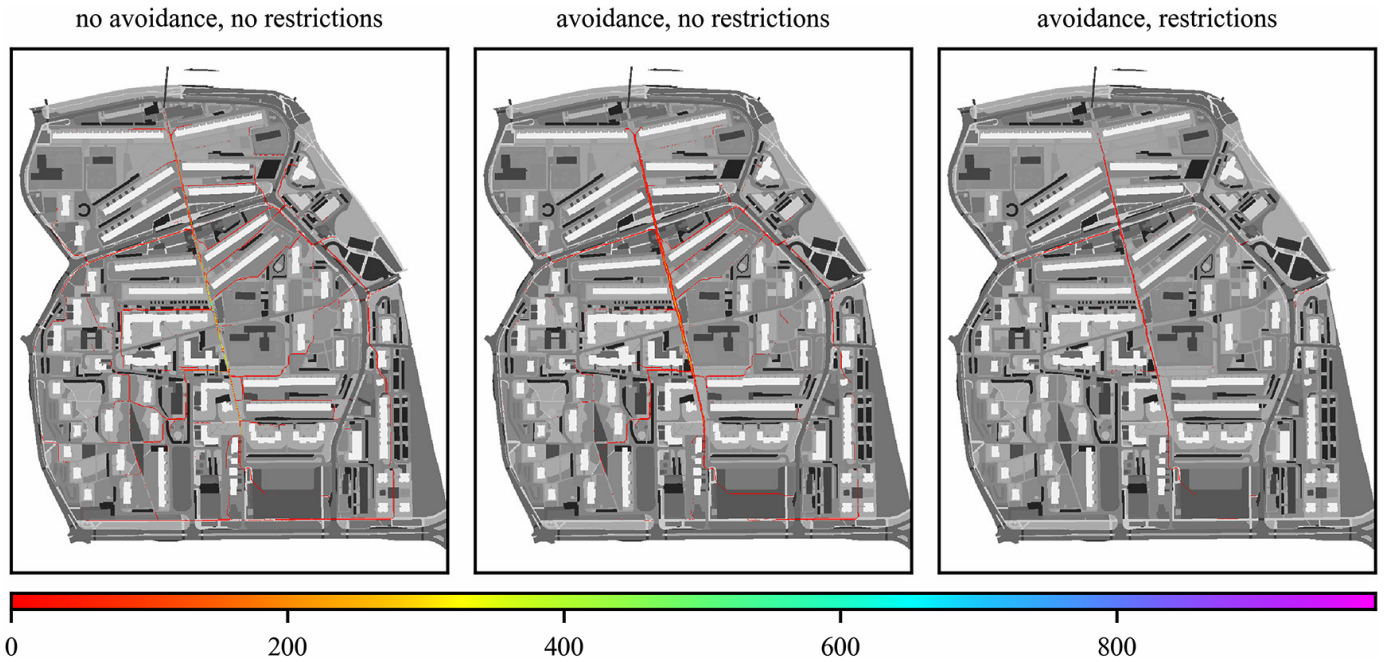 no avoidance, no restrictions
avoidance, no restrictions
avoidance, restrictions
0 200 400 600 800